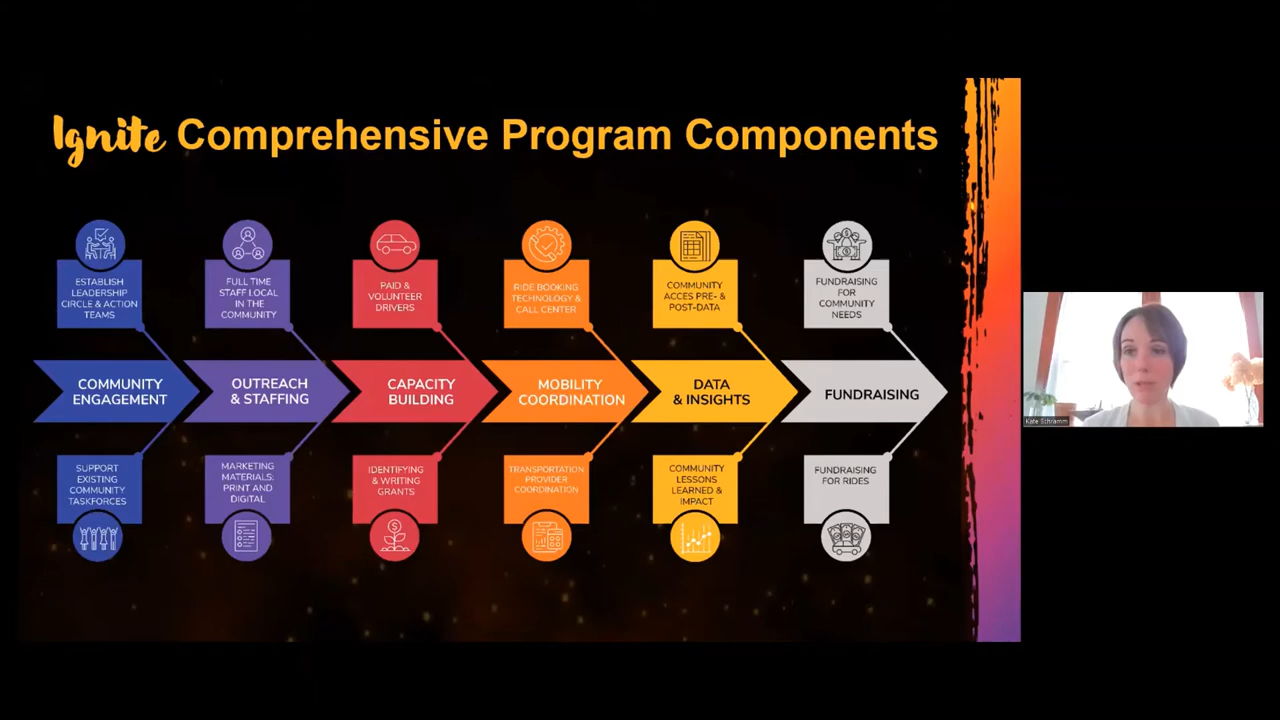 Ignite Comprehensive Program Components
ESTABLISH
LEADERSHIP
CIRCLE & ACTION
TEAMS
FULL TIME
STAFF LOCAL
IN THE
COMMUNITY
PAID &
VOLUNTEER
DRIVERS
RIDE BOOKING
TECHNOLOGY &
CALL CENTER
COMMUNITY
ACCES PRE- &
POST-DATA
FUNDRAISING
FOR
COMMUNITY
NEEDS
COMMUNITY
ENGAGEMENT
OUTREACH
& STAFFING
CAPACITY
BUILDING
MOBILITY
COORDINATION
DATA
& INSIGHTS
FUNDRAISING
SUPPORT
EXISTING
COMMUNITY
TASKFORCES
MARKETING
MATERIALS:
PRINT AND
DIGITAL
IDENTIFYING
& WRITING
GRANTS
TRANSPORTATION
PROVIDER
COORDINATION
COMMUNITY
LESSONS
LEARNED &
IMPACT
FUNDRAISING
FOR RIDES
Kate Schramm